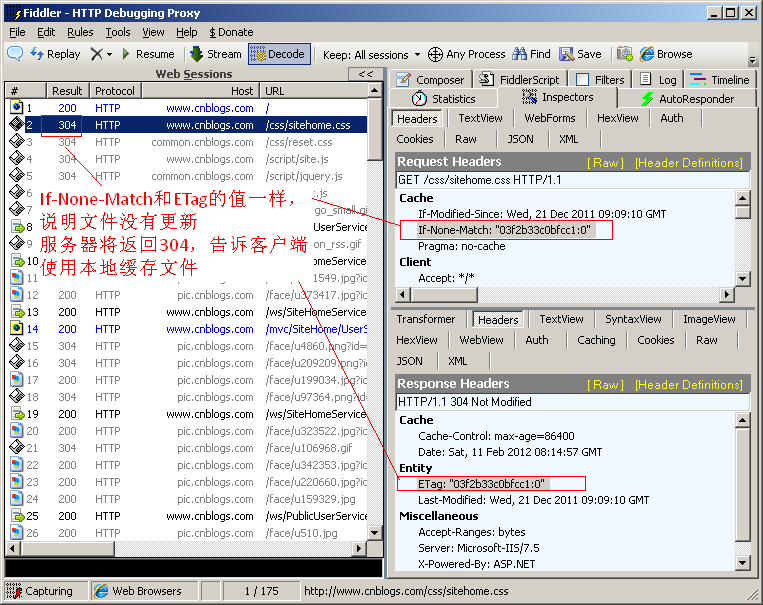 Fiddler - HTTP Debugging Proxy
File Edit Rules Tools View Help $ Donate
Replay Resume Stream Decode Keep: All sessions Any Process Find Save Browse
Web Sessions <<
# Result Protocol Host URL
1 200 HTTP www.cnblogs.com /
2 304 HTTP www.cnblogs.com /css/sitehome.css
3 304 HTTP common.cnblogs.com /css/reset.css
4 304 HTTP www.cnblogs.com /script/site.js
5 304 HTTP common.cnblogs.com /script/jquery.js
If-None-Match和ETag的值一样，
说明文件没有更新
服务器将返回304，告诉客户端
使用本地缓存文件
6 .js
7 go_small.gif
8 UserService
9 on_rss.gif
10 UserService
11 1549.jpg?id
12 200 HTTP pic.cnblogs.com /face/u373417.jpg?ic
13 200 HTTP www.cnblogs.com /ws/SiteHomeService
14 200 HTTP www.cnblogs.com /mvc/SiteHome/UserS
15 304 HTTP pic.cnblogs.com /face/u4860.png?id=
16 304 HTTP pic.cnblogs.com /face/u209209.png?ic
17 200 HTTP pic.cnblogs.com /face/u199034.jpg?ic
18 304 HTTP pic.cnblogs.com /face/u97364.png?id=
19 200 HTTP www.cnblogs.com /ws/SiteHomeService
20 200 HTTP pic.cnblogs.com /face/u323522.jpg?ic
21 304 HTTP pic.cnblogs.com /face/u106968.gif
22 200 HTTP pic.cnblogs.com /face/u342353.jpg?ic
23 200 HTTP pic.cnblogs.com /face/u220660.jpg?ic
24 200 HTTP pic.cnblogs.com /face/u159329.jpg
25 200 HTTP www.cnblogs.com /ws/PublicUserService
26 200 HTTP pic.cnblogs.com /face/u510.jpg
Composer FiddlerScript Filters Log Timeline
Statistics Inspectors AutoResponder
Headers TextView WebForms HexView Auth
Cookies Raw JSON XML
Request Headers [ Raw ] [Header Definitions]
GET /css/sitehome.css HTTP/1.1
Cache
If-Modified-Since: Wed, 21 Dec 2011 09:09:10 GMT
If-None-Match: "03f2b33c0bfcc1:0"
Pragma: no-cache
Client
Accept: */*
Transformer Headers TextView SyntaxView ImageView
HexView WebView Auth Caching Cookies Raw
JSON XML
Response Headers [ Raw ] [Header Definitions]
HTTP/1.1 304 Not Modified
Cache
Cache-Control: max-age=86400
Date: Sat, 11 Feb 2012 08:14:57 GMT
Entity
ETag: "03f2b33c0bfcc1:0"
Last-Modified: Wed, 21 Dec 2011 09:09:10 GMT
Miscellaneous
Accept-Ranges: bytes
Server: Microsoft-IIS/7.5
X-Powered-By: ASP.NET
Capturing Web Browsers 1 / 175 http://www.cnblogs.com/css/sitehome.css